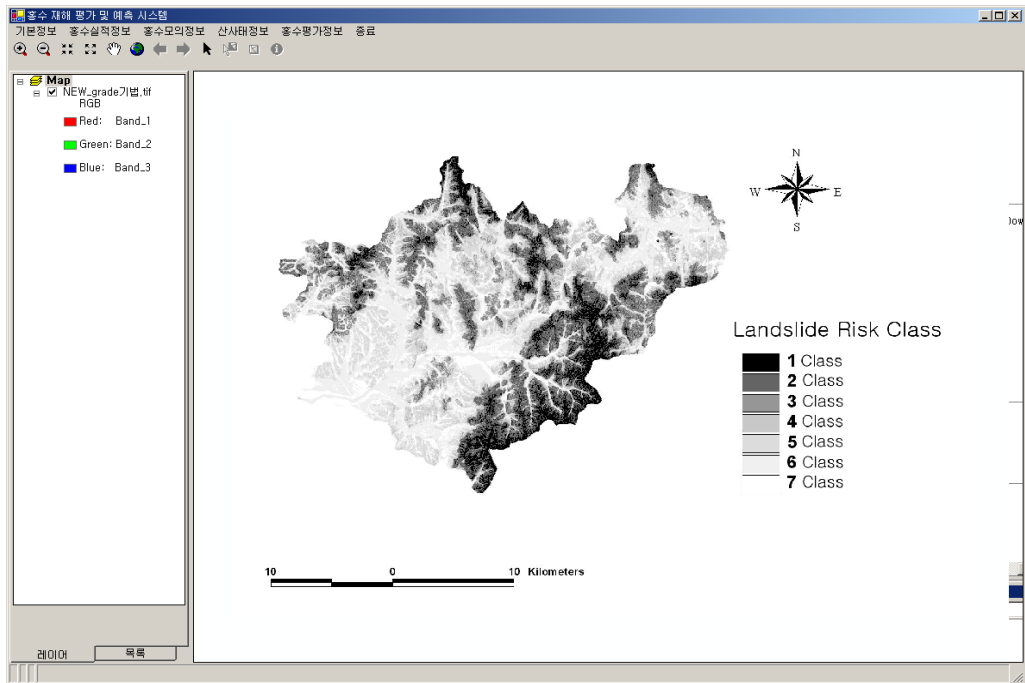 홍수 재해 평가 및 예측 시스템
기본정보 홍수실적정보 홍수모의정보 산사태정보 홍수평가정보 종료
Map
NEW_grade기법.tif
RGB
Red: Band_1
Green: Band_2
Blue: Band_3
레이어 목록
N
W E
S
Landslide Risk Class
1 Class
2 Class
3 Class
4 Class
5 Class
6 Class
7 Class
10 0 10 Kilometers